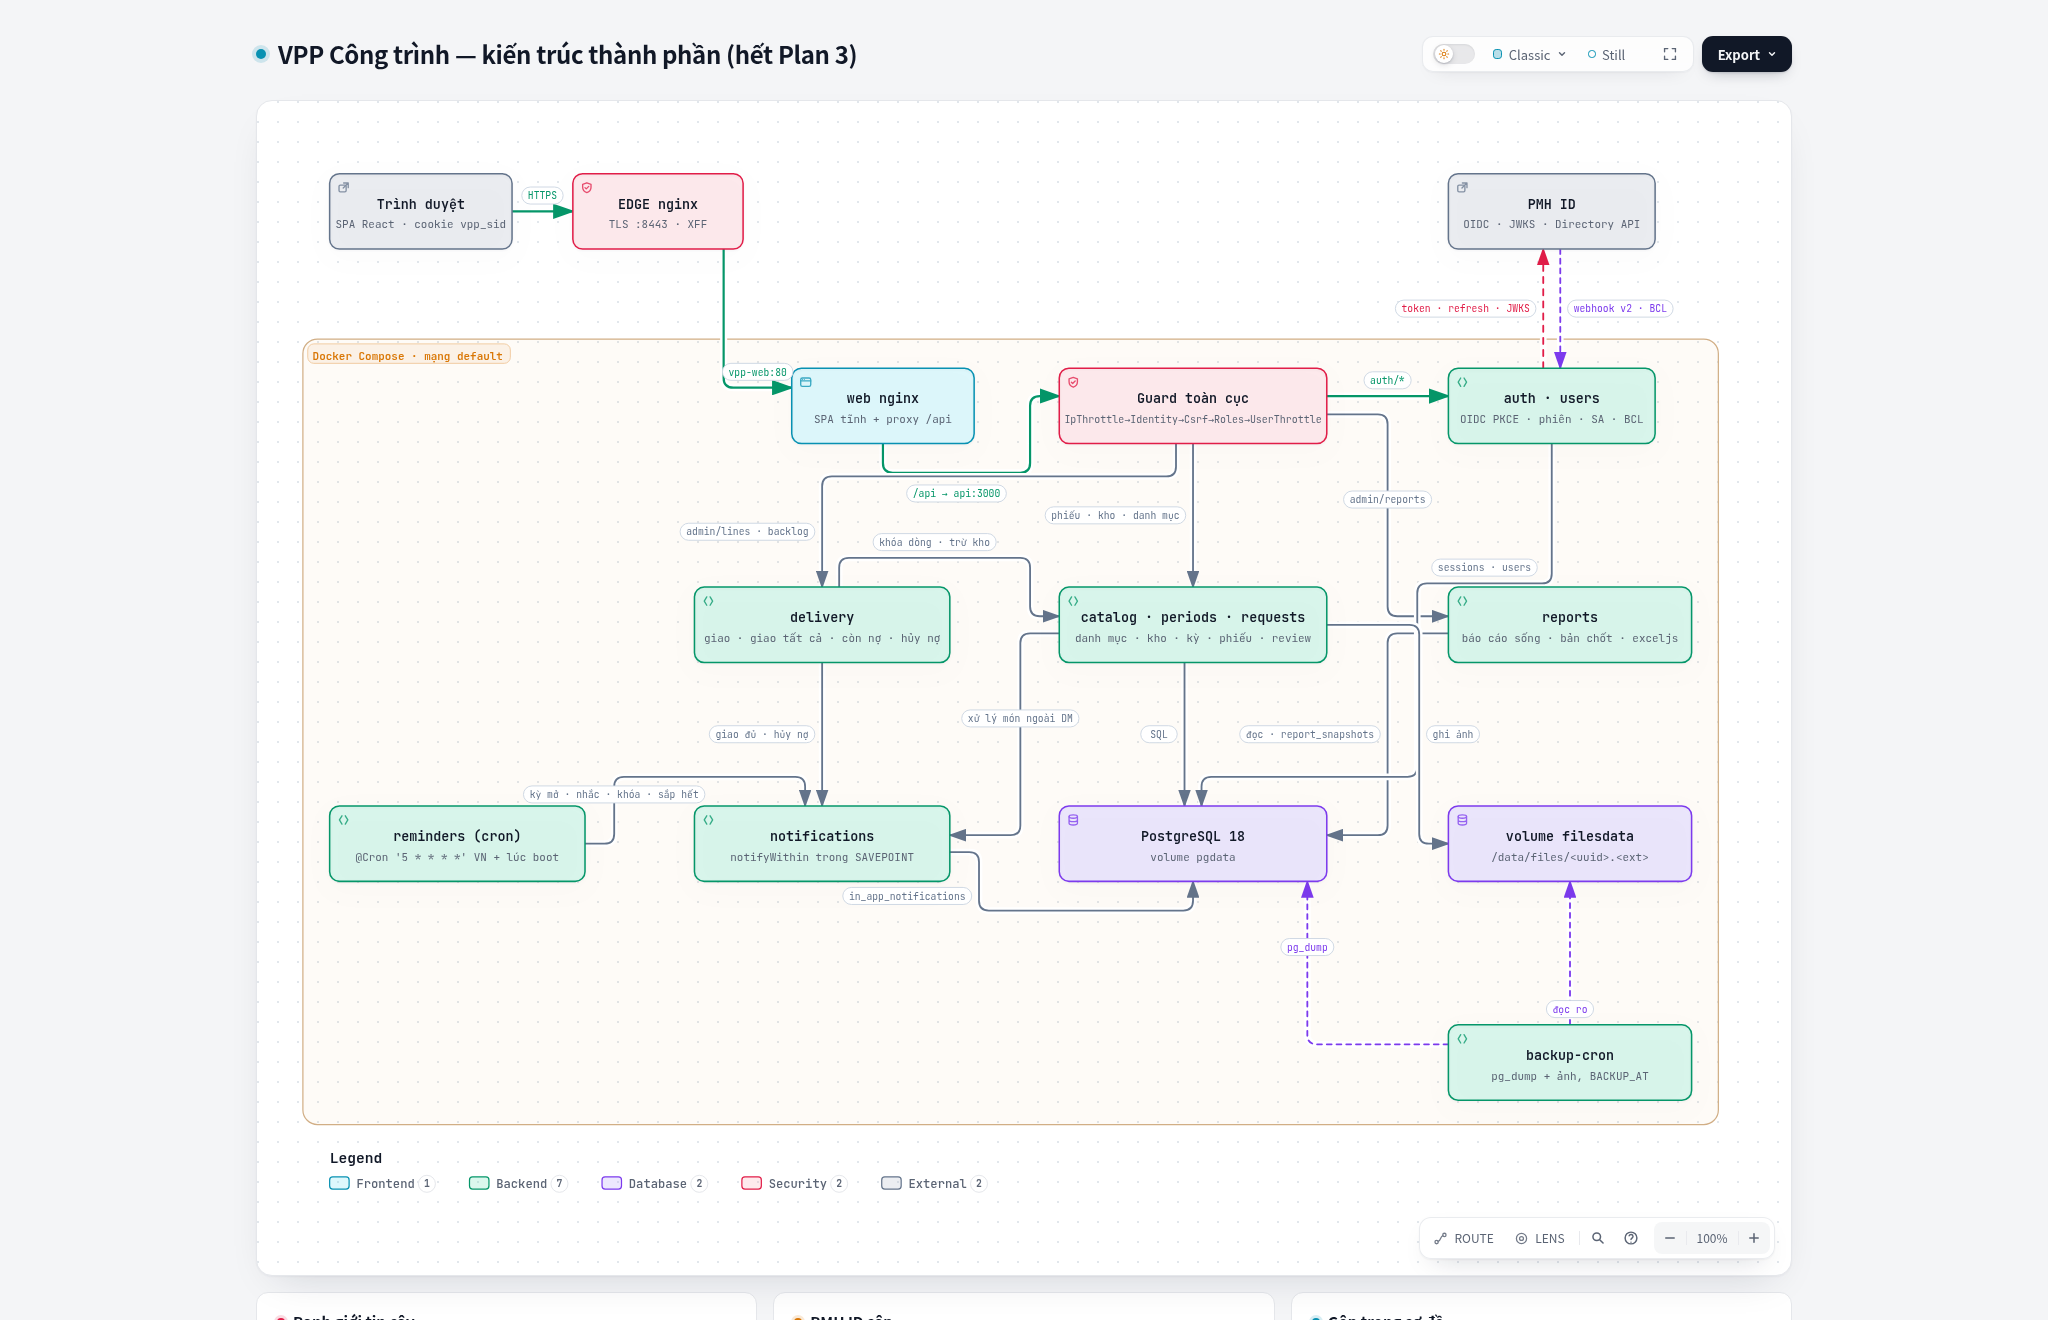 VPP Công trình — kiến trúc thành phần (hết Plan 3)
Classic
Still
Export
Trình duyệt
SPA React · cookie vpp_sid
HTTPS
EDGE nginx
TLS :8443 · XFF
PMH ID
OIDC · JWKS · Directory API
token · refresh · JWKS
webhook v2 · BCL
Docker Compose · mạng default
vpp-web:80
web nginx
SPA tĩnh + proxy /api
Guard toàn cục
IpThrottle→Identity→Csrf→Roles→UserThrottle
auth/*
auth · users
OIDC PKCE · phiên · SA · BCL
/api → api:3000
admin/lines · backlog
phiếu · kho · danh mục
admin/reports
khóa dòng · trừ kho
sessions · users
delivery
giao · giao tất cả · còn nợ · hủy nợ
catalog · periods · requests
danh mục · kho · kỳ · phiếu · review
reports
báo cáo sống · bản chốt · exceljs
giao đủ · hủy nợ
xử lý món ngoài DM
SQL
đọc · report_snapshots
ghi ảnh
kỳ mở · nhắc · khóa · sắp hết
reminders (cron)
@Cron '5 * * * *' VN + lúc boot
notifications
notifyWithin trong SAVEPOINT
PostgreSQL 18
volume pgdata
volume filesdata
/data/files/<uuid>.<ext>
in_app_notifications
pg_dump
đọc ro
backup-cron
pg_dump + ảnh, BACKUP_AT
Legend
Frontend 1
Backend 7
Database 2
Security 2
External 2
ROUTE
LENS
100%